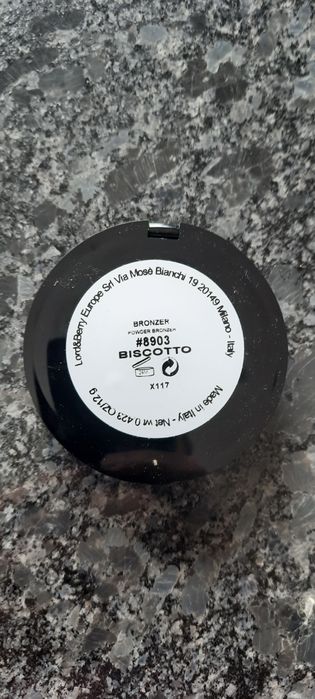 Lord&Berry Europe Srl Via Mosè Bianchi 19 20149 Milano - Italy
BRONZER
POWDER BRONZER
#8903
BISCOTTO
X117
Made in Italy - Net wt 0.423 OZ/12 g